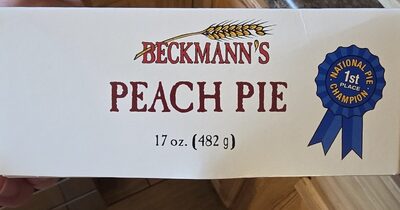 BECKMANN'S
PEACH PIE
17 oz. (482 g)
NATIONAL PIE
1st
PLACE
CHAMPION